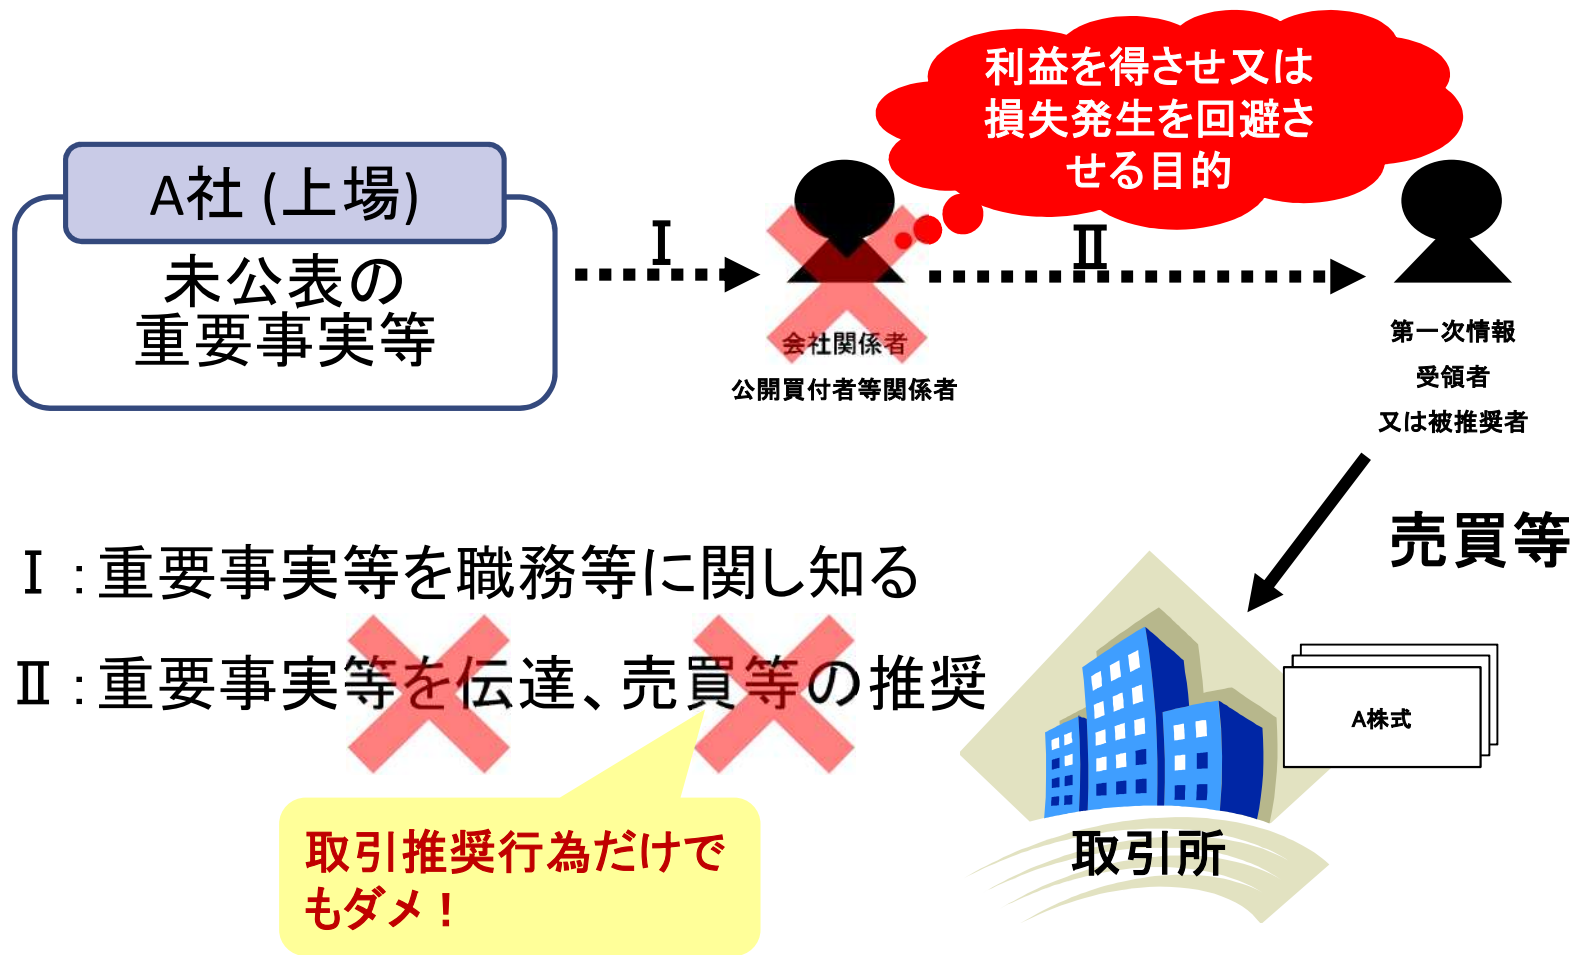 利益を得させ又は
損失発生を回避さ
せる目的
A社 (上場)
未公表の
重要事実等
Ⅰ
Ⅱ
会社関係者
公開買付者等関係者
第一次情報
受領者
又は被推奨者
売買等
Ⅰ：重要事実等を職務等に関し知る
Ⅱ：重要事実等を伝達、売買等の推奨
A株式
取引所
取引推奨行為だけで
もダメ！